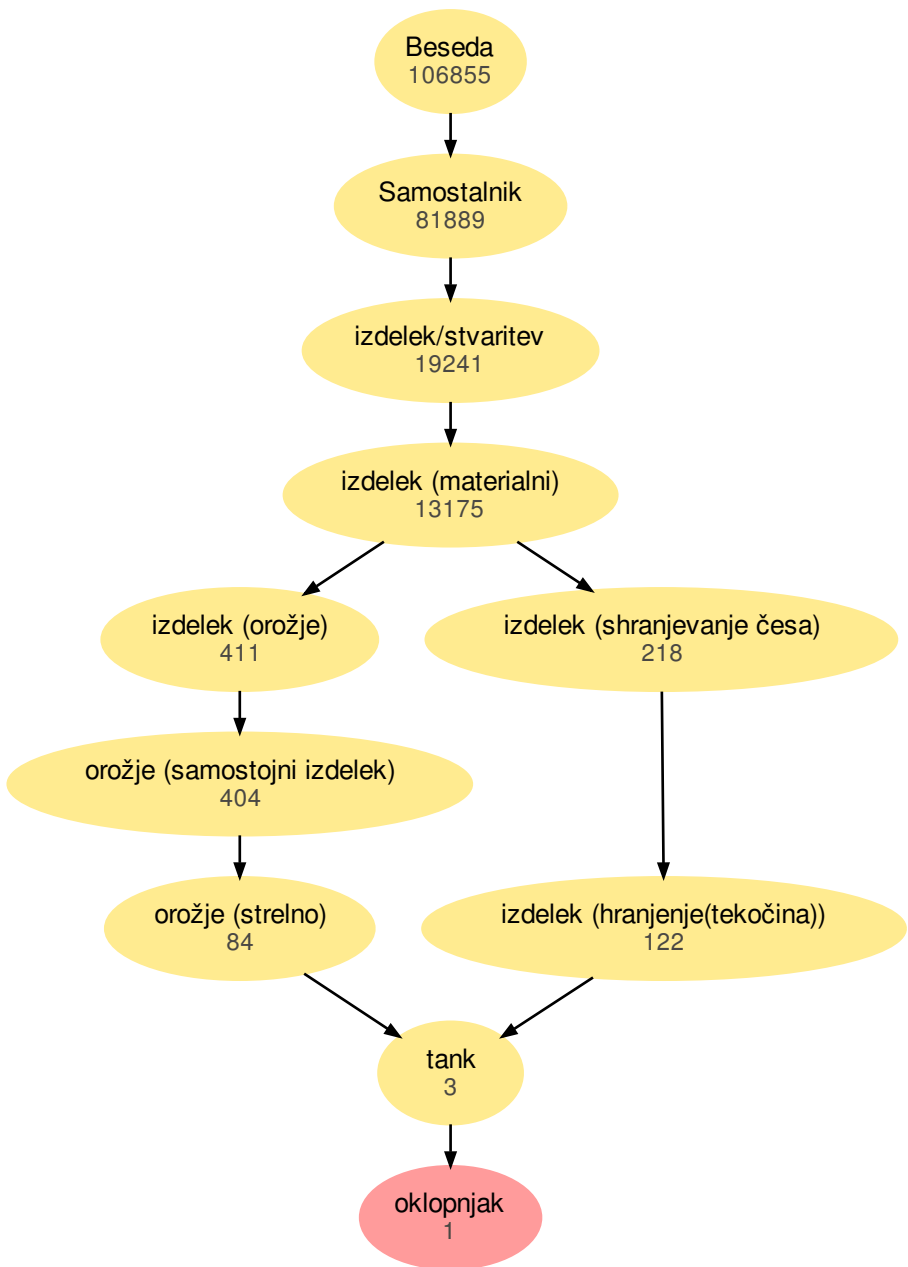 Beseda
106855
Samostalnik
81889
izdelek/stvaritev
19241
izdelek (materialni)
13175
izdelek (orožje)
411
izdelek (shranjevanje česa)
218
orožje (samostojni izdelek)
404
orožje (strelno)
84
izdelek (hranjenje(tekočina))
122
tank
3
oklopnjak
1